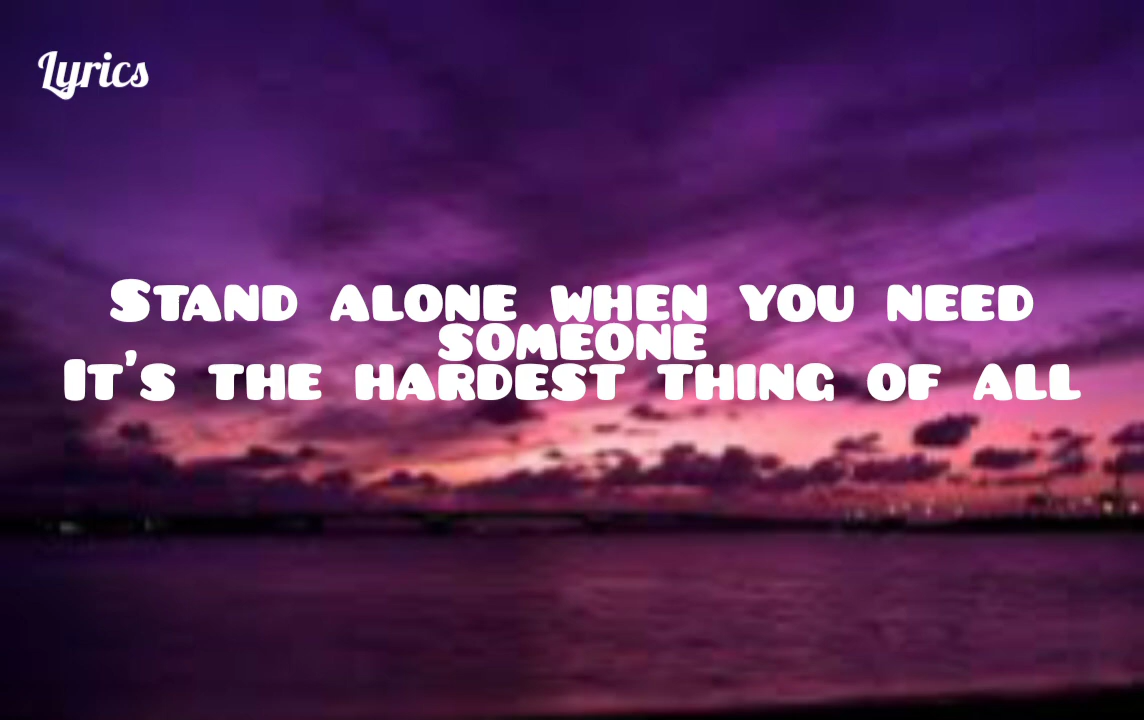 Lyrics
Stand alone when you need
someone
It's the hardest thing of all